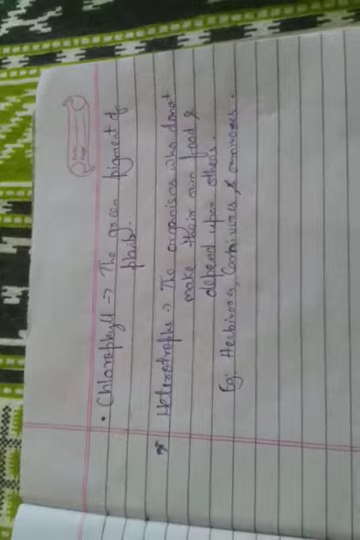 • Chlorophyll → The green pigment of
plants.
Heterotrophs → The organisms who donot
make their own food &
depend upon others.
Eg: Herbivores, Carnivores & omnivores.